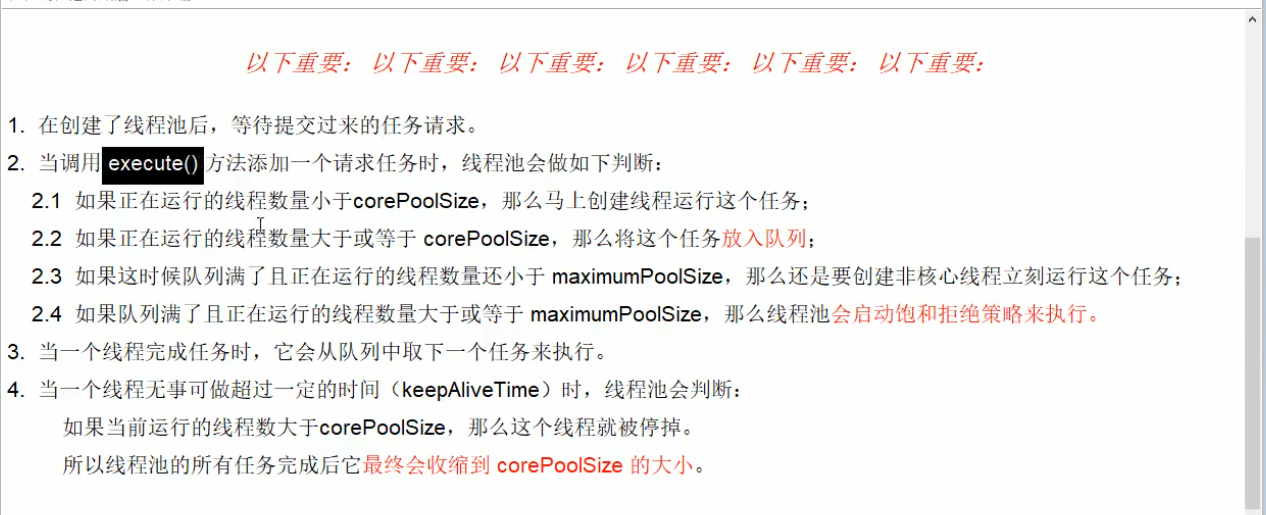 以下重要： 以下重要： 以下重要： 以下重要： 以下重要： 以下重要：
1. 在创建了线程池后，等待提交过来的任务请求。
2. 当调用execute()方法添加一个请求任务时，线程池会做如下判断：
2.1 如果正在运行的线程数量小于corePoolSize，那么马上创建线程运行这个任务；
2.2 如果正在运行的线程数量大于或等于 corePoolSize，那么将这个任务放入队列；
2.3 如果这时候队列满了且正在运行的线程数量还小于 maximumPoolSize，那么还是要创建非核心线程立刻运行这个任务；
2.4 如果队列满了且正在运行的线程数量大于或等于 maximumPoolSize，那么线程池会启动饱和拒绝策略来执行。
3. 当一个线程完成任务时，它会从队列中取下一个任务来执行。
4. 当一个线程无事可做超过一定的时间（keepAliveTime）时，线程池会判断：
如果当前运行的线程数大于corePoolSize，那么这个线程就被停掉。
所以线程池的所有任务完成后它最终会收缩到 corePoolSize 的大小。